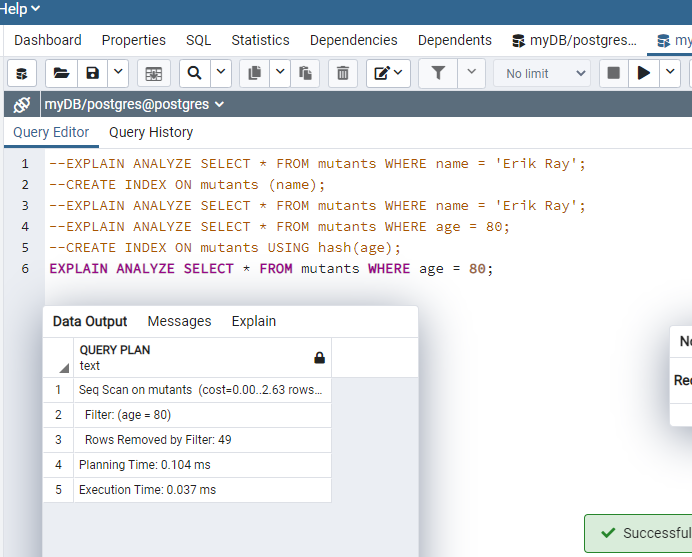 Help
Dashboard Properties SQL Statistics Dependencies Dependents myDB/postgres... my
No limit
myDB/postgres@postgres
Query Editor Query History
1 --EXPLAIN ANALYZE SELECT * FROM mutants WHERE name = 'Erik Ray';
2 --CREATE INDEX ON mutants (name);
3 --EXPLAIN ANALYZE SELECT * FROM mutants WHERE name = 'Erik Ray';
4 --EXPLAIN ANALYZE SELECT * FROM mutants WHERE age = 80;
5 --CREATE INDEX ON mutants USING hash(age);
6 EXPLAIN ANALYZE SELECT * FROM mutants WHERE age = 80;
Data Output Messages Explain
QUERY PLAN
text
1 Seq Scan on mutants (cost=0.00..2.63 rows...
2 Filter: (age = 80)
3 Rows Removed by Filter: 49
4 Planning Time: 0.104 ms
5 Execution Time: 0.037 ms
No
Rec
Successful